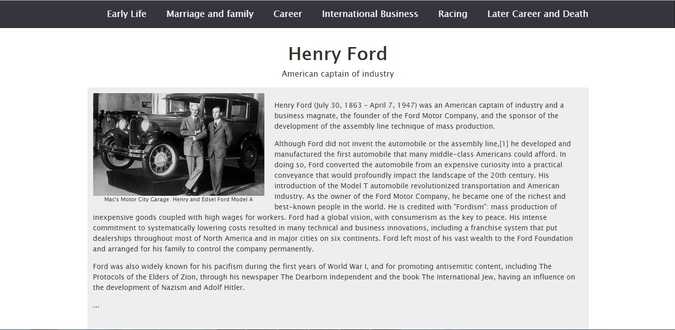 Early Life Marriage and family Career International Business Racing Later Career and Death
Henry Ford
American captain of industry
Henry Ford (July 30, 1863 – April 7, 1947) was an American captain of industry and a
business magnate, the founder of the Ford Motor Company, and the sponsor of the
development of the assembly line technique of mass production.
Although Ford did not invent the automobile or the assembly line,[1] he developed and
manufactured the first automobile that many middle-class Americans could afford. In
doing so, Ford converted the automobile from an expensive curiosity into a practical
conveyance that would profoundly impact the landscape of the 20th century. His
introduction of the Model T automobile revolutionized transportation and American
industry. As the owner of the Ford Motor Company, he became one of the richest and
Mac's Motor City Garage Henry and Edsel Ford Model A
best-known people in the world. He is credited with "Fordism": mass production of
inexpensive goods coupled with high wages for workers. Ford had a global vision, with consumerism as the key to peace. His intense
commitment to systematically lowering costs resulted in many technical and business innovations, including a franchise system that put
dealerships throughout most of North America and in major cities on six continents. Ford left most of his vast wealth to the Ford Foundation
and arranged for his family to control the company permanently.
Ford was also widely known for his pacifism during the first years of World War I, and for promoting antisemitic content, including The
Protocols of the Elders of Zion, through his newspaper The Dearborn Independent and the book The International Jew, having an influence on
the development of Nazism and Adolf Hitler.
...